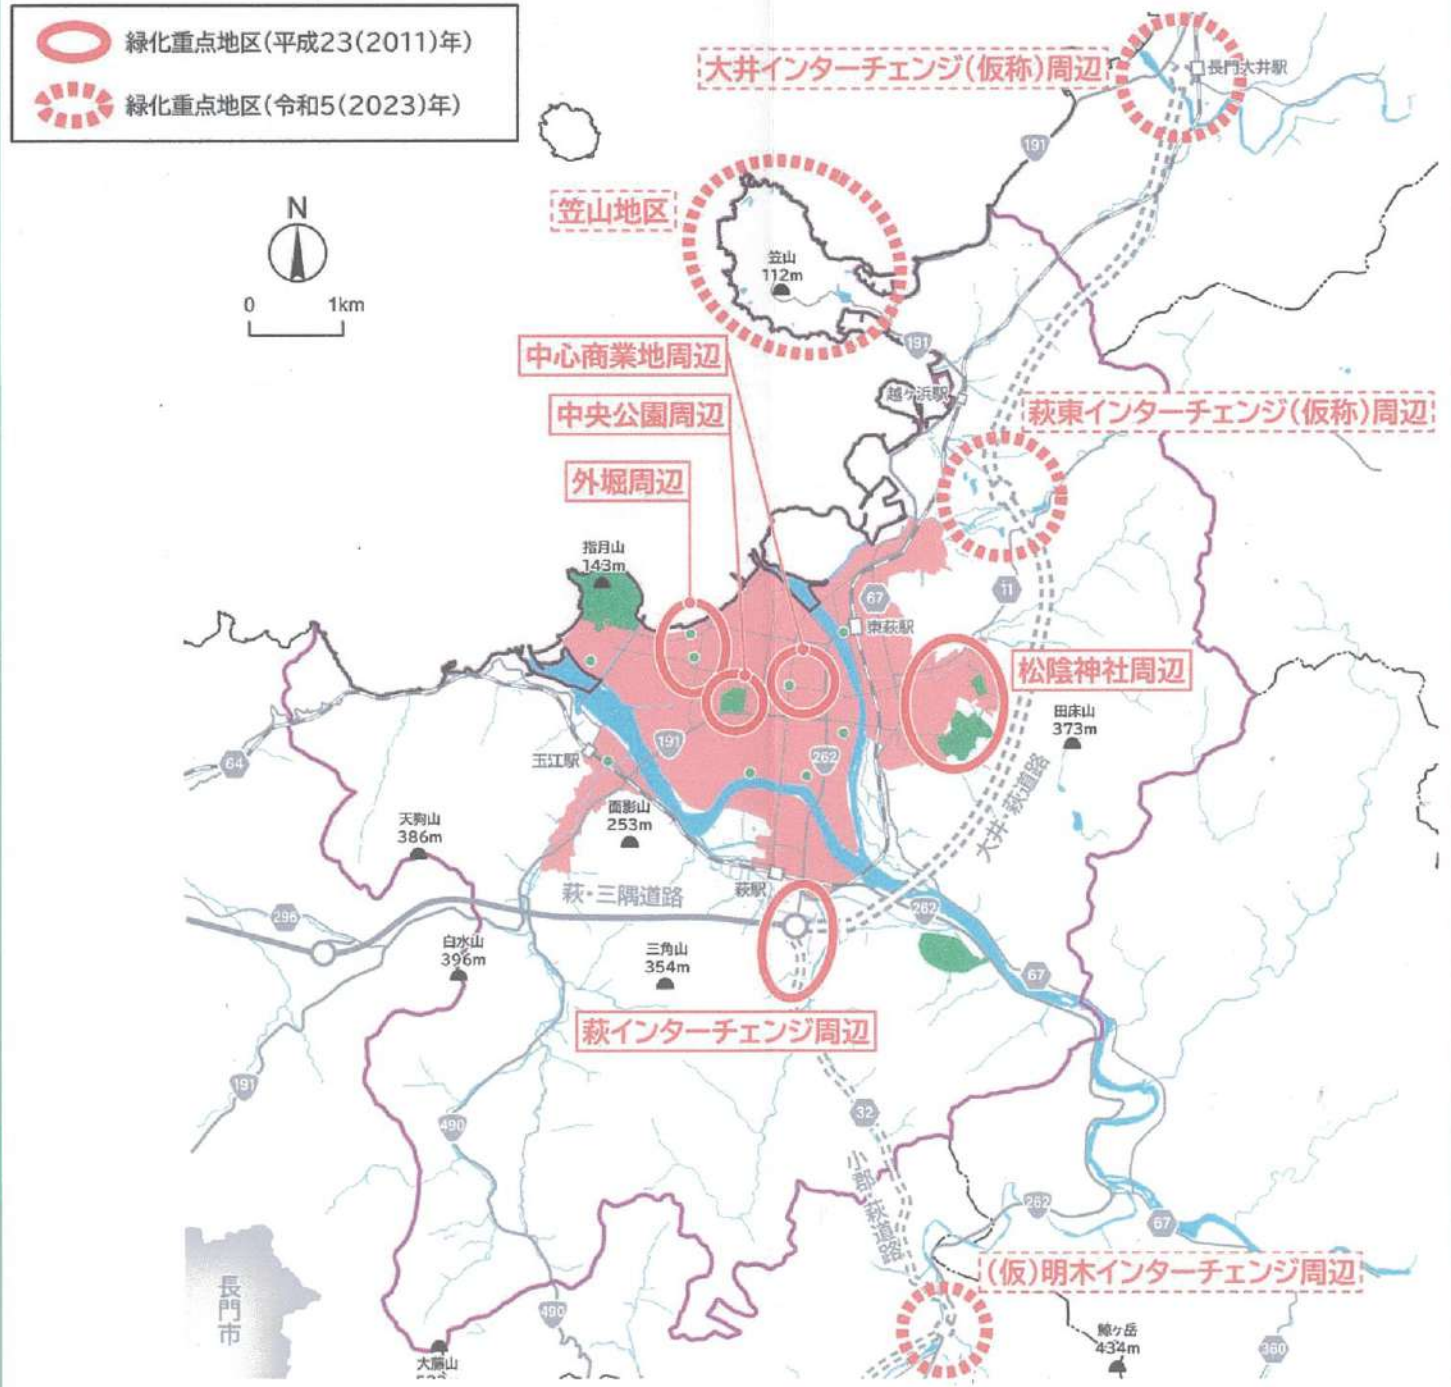 緑化重点地区(平成23(2011)年)
緑化重点地区(令和5(2023)年)
N
0 1km
大井インターチェンジ(仮称)周辺
長門大井駅
191
笠山地区
笠山
112m
191
中心商業地周辺
越ヶ浜駅
中央公園周辺
萩東インターチェンジ(仮称)周辺
外堀周辺
指月山
143m
67
11
東萩駅
松陰神社周辺
田床山
373m
64
玉江駅
191
262
大井・萩道路
面影山
253m
天狗山
386m
萩駅
萩・三隅道路
296
262
白水山
396m
三角山
354m
67
萩インターチェンジ周辺
191
490
32
小郡・萩道路
262
67
(仮)明木インターチェンジ周辺
長門市
490
鯨ヶ岳
434m
360
大藤山